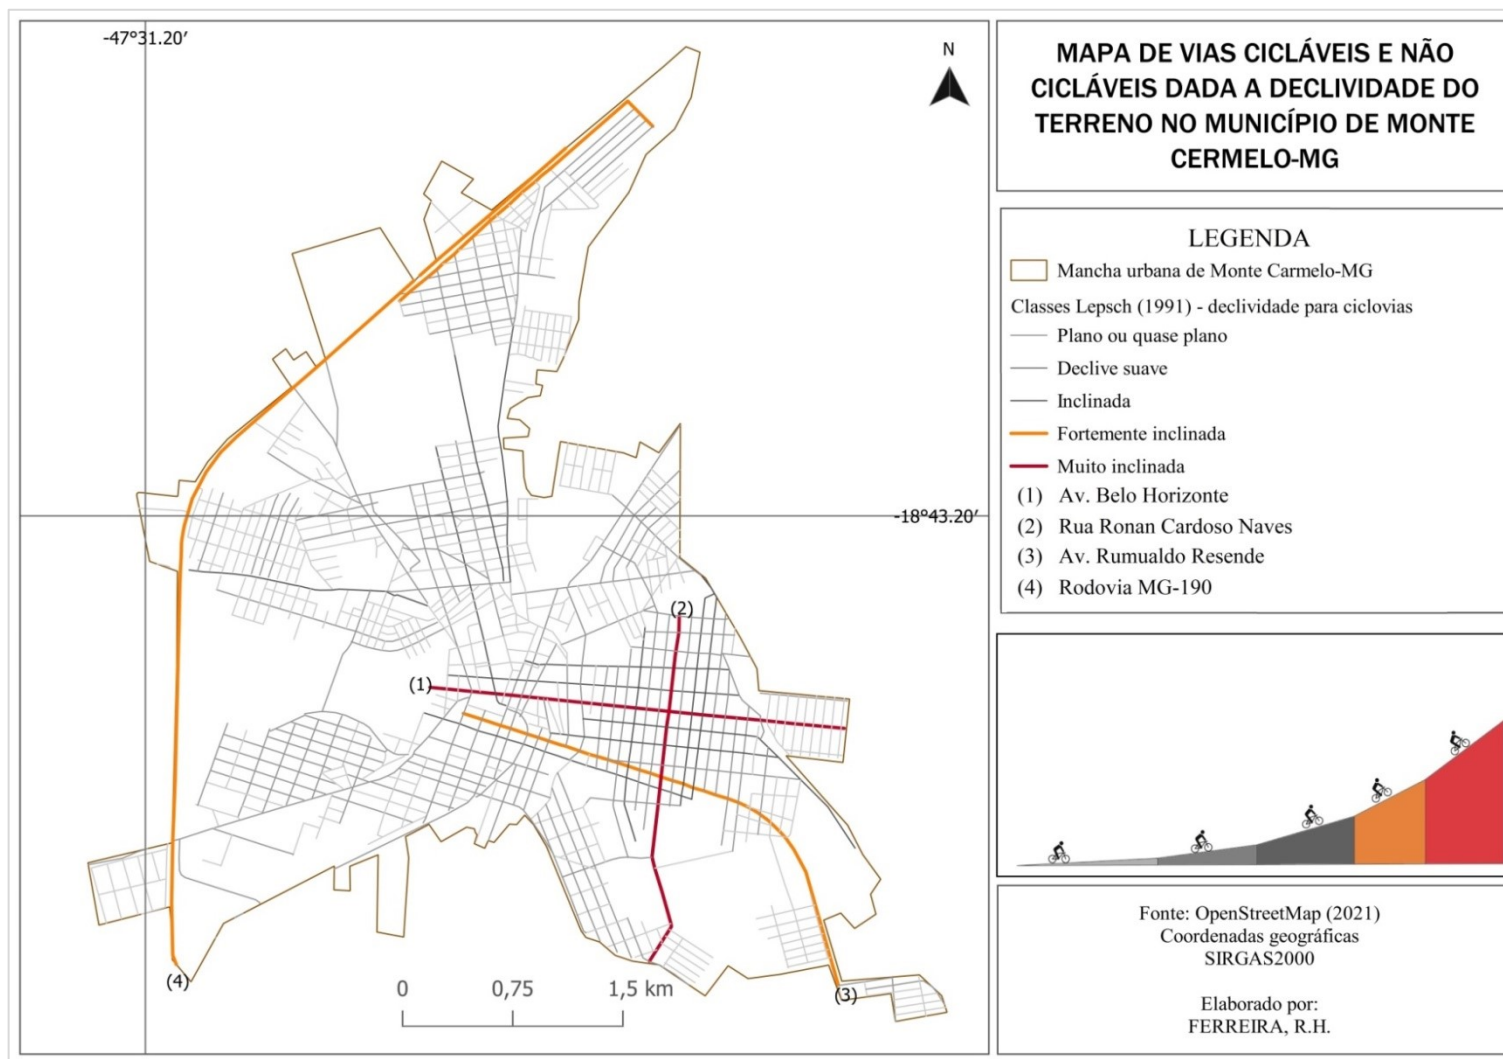 -47°31.20'
N
-18°43.20'
(2)
(1)
(4)
(3)
0 0,75 1,5 km
MAPA DE VIAS CICLÁVEIS E NÃO
CICLÁVEIS DADA A DECLIVIDADE DO
TERRENO NO MUNICÍPIO DE MONTE
CERMELO-MG
LEGENDA
Mancha urbana de Monte Carmelo-MG
Classes Lepsch (1991) - declividade para ciclovias
Plano ou quase plano
Declive suave
Inclinada
Fortemente inclinada
Muito inclinada
(1) Av. Belo Horizonte
(2) Rua Ronan Cardoso Naves
(3) Av. Rumualdo Resende
(4) Rodovia MG-190
Fonte: OpenStreetMap (2021)
Coordenadas geográficas
SIRGAS2000
Elaborado por:
FERREIRA, R.H.